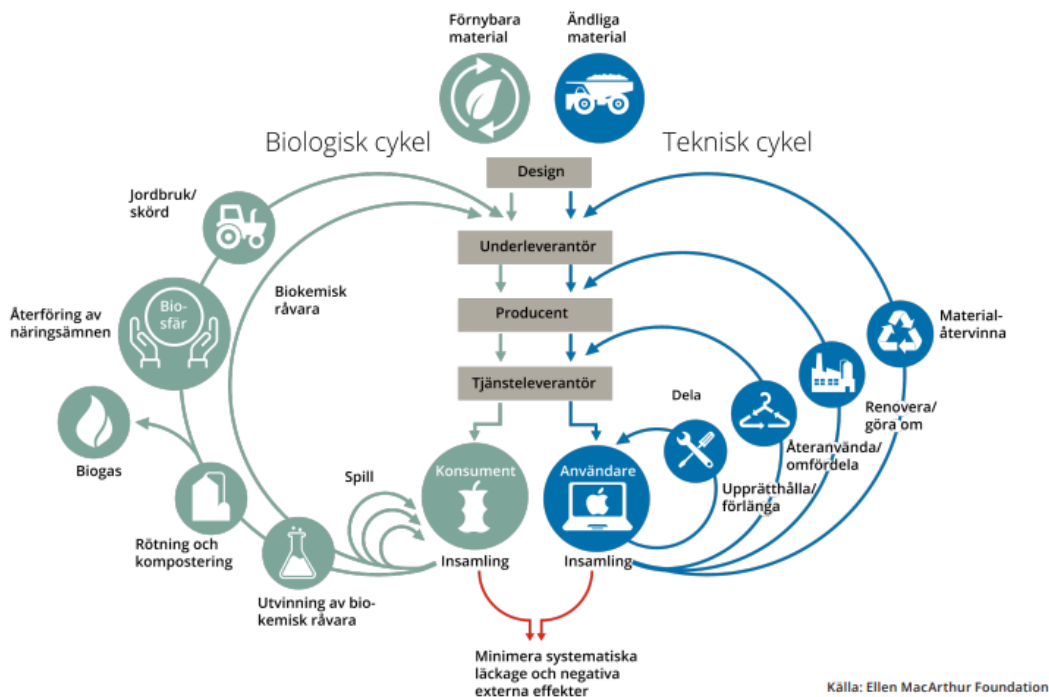 Förnybara
material
Ändliga
material
Biologisk cykel
Teknisk cykel
Design
Jordbruk/
skörd
Underleverantör
Biokemisk
råvara
Återföring av
näringsämnen
Bio-
sfär
Producent
Material-
återvinna
Tjänsteleverantör
Dela
Renovera/
göra om
Biogas
Återanvända/
omfördela
Spill
Konsument
Användare
Upprätthålla/
förlänga
Rötning och
kompostering
Insamling
Insamling
Utvinning av bio-
kemisk råvara
Minimera systematiska
läckage och negativa
externa effekter
Källa: Ellen MacArthur Foundation